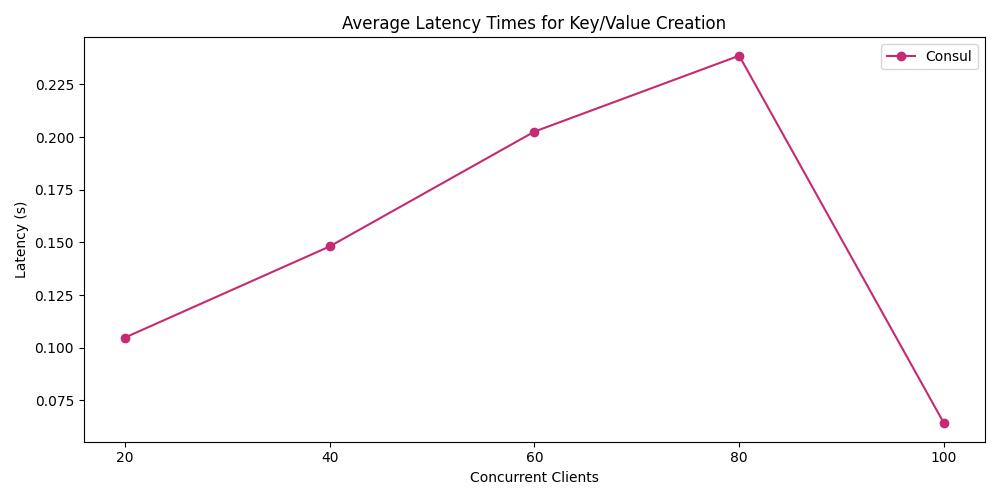 Average Latency Times for Key/Value Creation
Consul
Latency (s)
0.225
0.200
0.175
0.150
0.125
0.100
0.075
20 40 60 80 100
Concurrent Clients